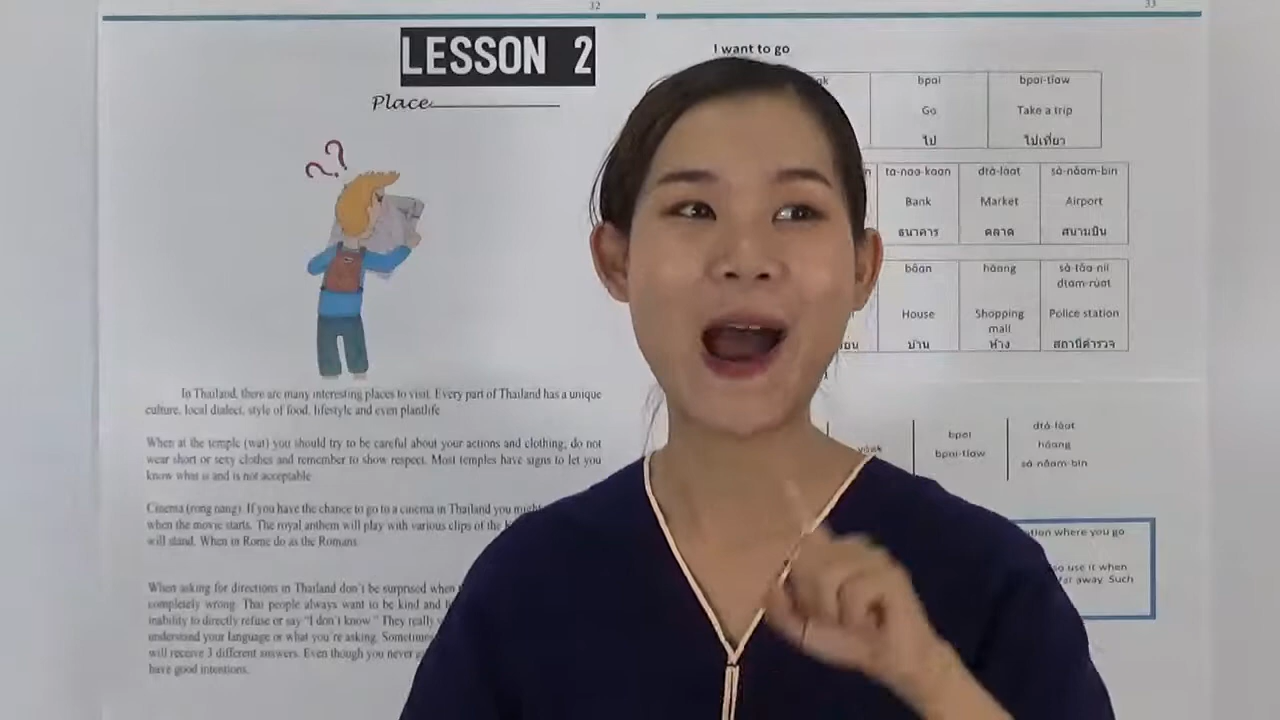 32
LESSON 2
Place
??
In Thailand, there are many interesting places to visit. Every part of Thailand has a unique
culture, local dialect, style of food, lifestyle and even plantlife
When at the temple (wat) you should try to be careful about your actions and clothing, do not
wear short or sexy clothes and remember to show respect. Most temples have signs to let you
know what is and is not acceptable
Cinema (rong nang). If you have the chance to go to a cinema in Thailand you might
when the movie starts. The royal anthem will play with various clips of the
will stand. When in Rome do as the Romans
When asking for directions in Thailand don't be surprised when
completely wrong. Thai people always want to be kind and
inability to directly refuse or say "I don't know." They really
understand your language or what you're asking. Sometimes
will receive 3 different answers. Even though you never
have good intentions.
33
I want to go
bpai bpai-tîaw
Go Take a trip
ไป ไปเที่ยว
ta-naa-kaan dtà-làat sà-nǎam-bin
Bank Market Airport
ธนาคาร ตลาด สนามบิน
bâan hâang sà-tǎa-nii
dtam-rùat
House Shopping Police station
mall
บ้าน ห้าง สถานีตำรวจ
bpai
bpai-tîaw
dtà-làat
hâang
sà-nǎam-bin
where you go
use it when
away. Such